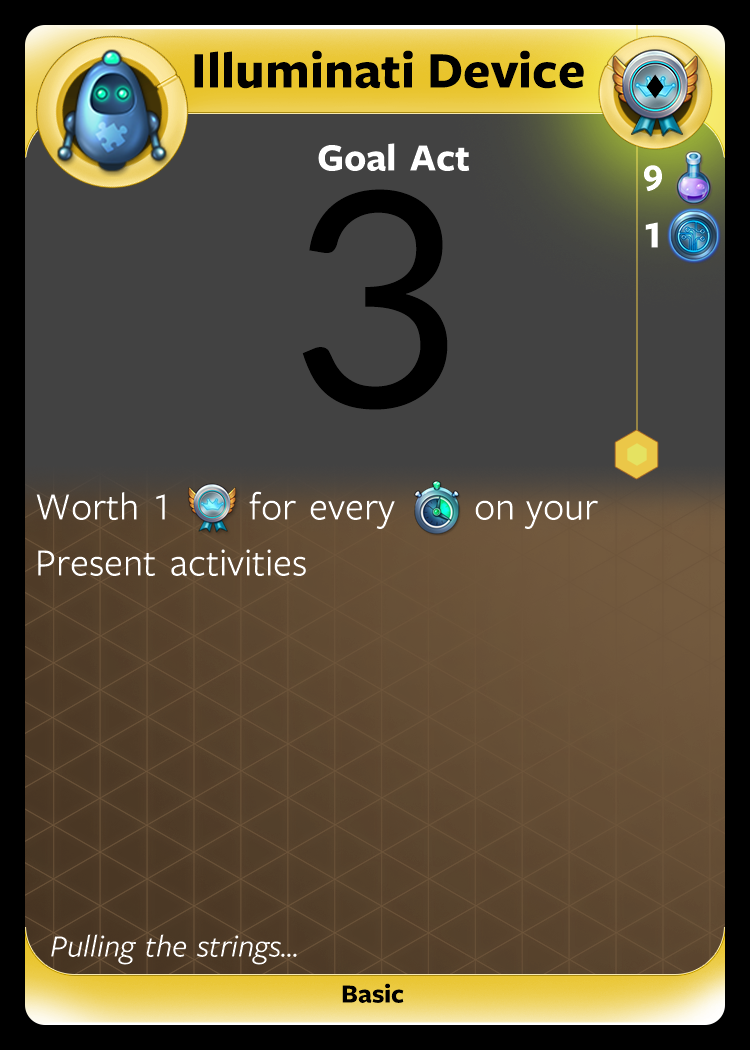 Illuminati Device
Goal Act
3
9
1
Worth 1 for every on your
Present activities
Pulling the strings...
Basic